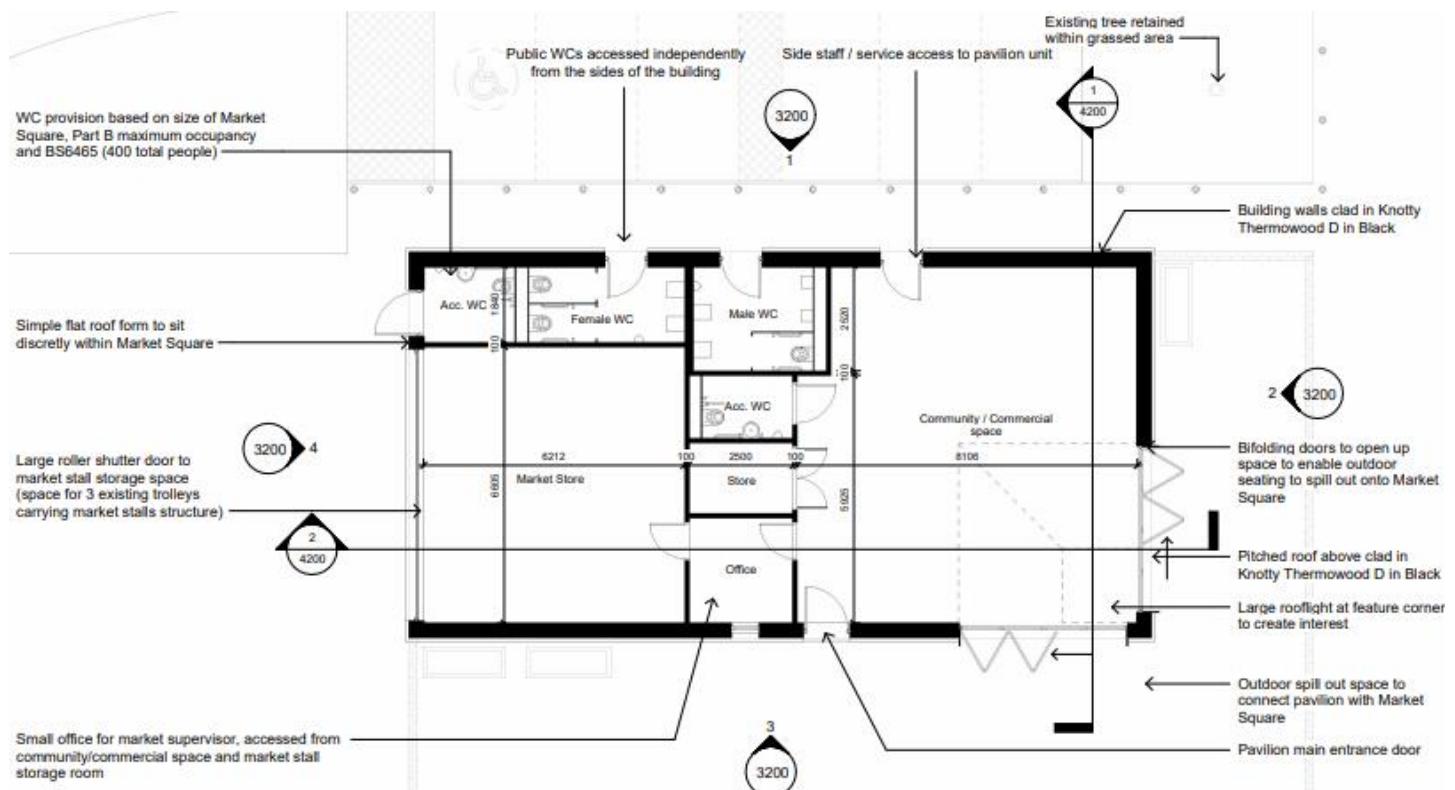 Existing tree retained
within grassed area
Public WCs accessed independently
from the sides of the building
Side staff / service access to pavilion unit
1
4200
WC provision based on size of Market
Square, Part B maximum occupancy
and BS6465 (400 total people)
3200
1
Building walls clad in Knotty
Thermowood D in Black
Acc. WC
1840
Female WC
Male WC
2620
Simple flat roof form to sit
discretly within Market Square
100
100
2
3200
Acc. WC
Community / Commercial
space
3200
4
Bifolding doors to open up
space to enable outdoor
seating to spill out onto Market
Square
Large roller shutter door to
market stall storage space
(space for 3 existing trolleys
carrying market stalls structure)
6212
100
2500
100
8106
Market Store
6605
Store
5925
2
4200
Office
Pitched roof above clad in
Knotty Thermowood D in Black
Large rooflight at feature corner
to create interest
Outdoor spill out space to
connect pavilion with Market
Square
Small office for market supervisor, accessed from
community/commercial space and market stall
storage room
3
3200
Pavilion main entrance door